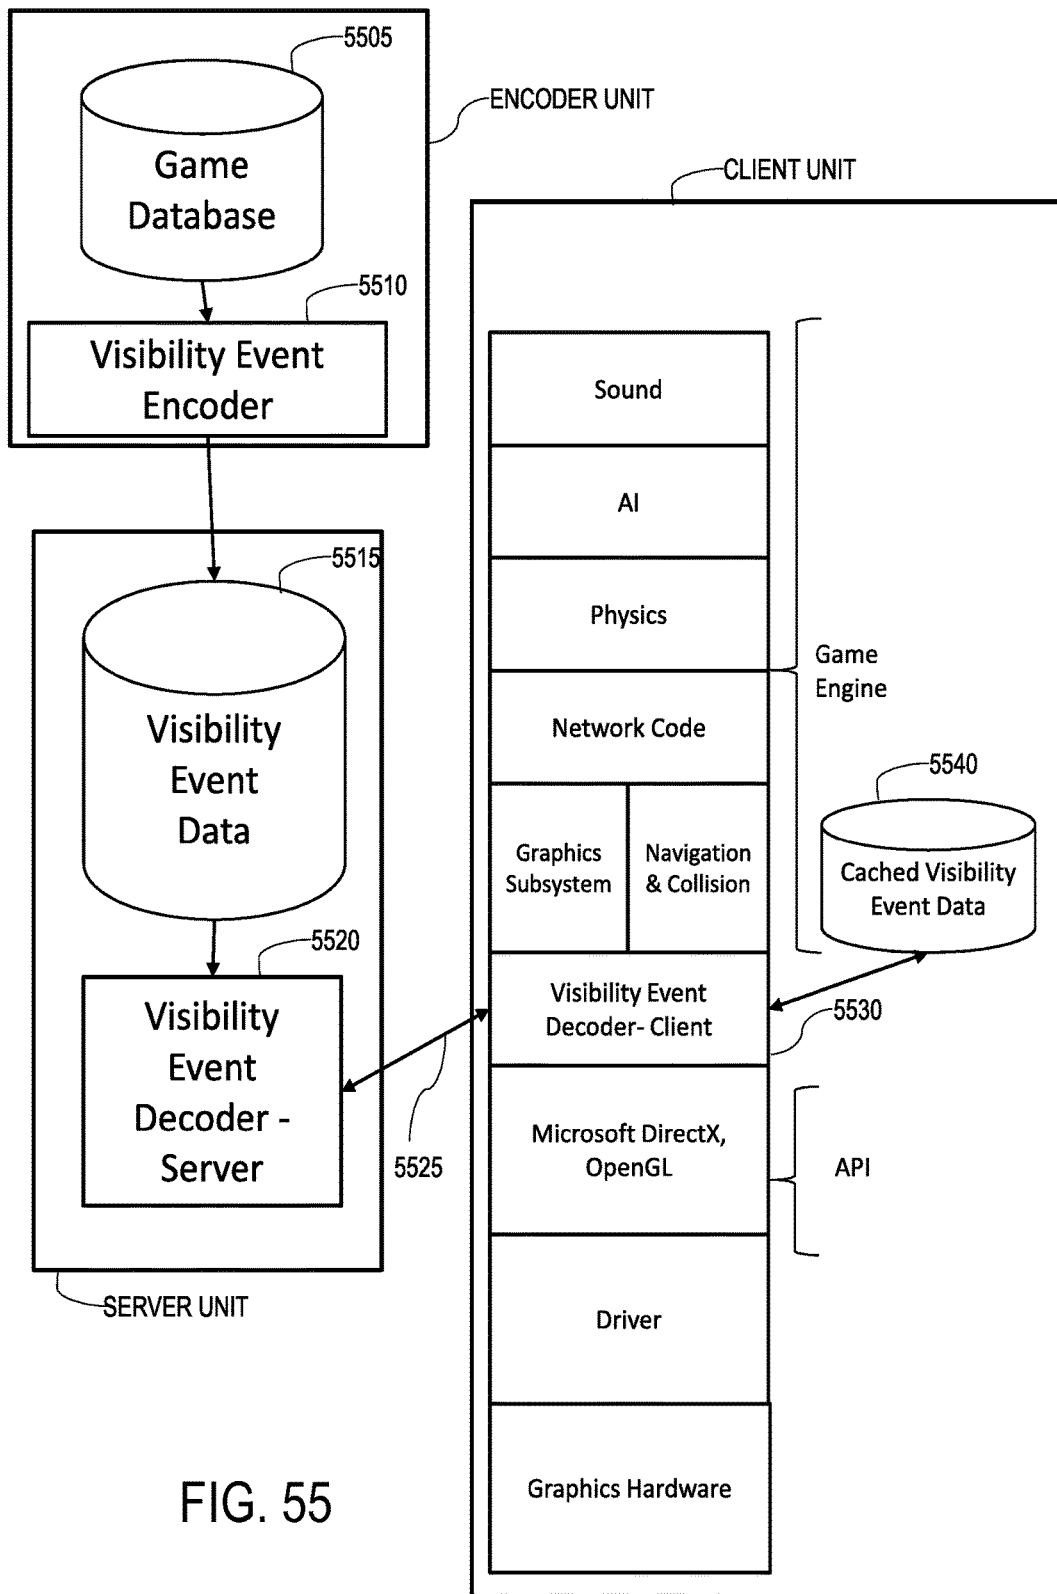 5505
ENCODER UNIT
Game
Database
5510
Visibility Event
Encoder
CLIENT UNIT
5515
Visibility
Event
Data
5520
Visibility
Event
Decoder -
Server
SERVER UNIT
5525
Sound
AI
Physics
Network Code
Graphics
Subsystem
Navigation
& Collision
Game
Engine
5540
Cached Visibility
Event Data
Visibility Event
Decoder- Client
5530
Microsoft DirectX,
OpenGL
API
Driver
Graphics Hardware
FIG. 55